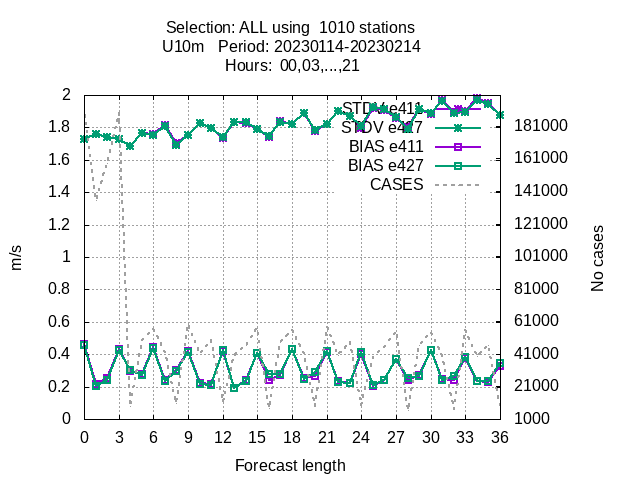 Selection: ALL using  1010 stations
U10m   Period: 20230114-20230214
Hours:  00,03,...,21
STDV e411
STDV e427
BIAS e411
BIAS e427
CASES
2
1.8
1.6
1.4
1.2
1
0.8
0.6
0.4
0.2
0
m/s
181000
161000
141000
121000
101000
81000
61000
41000
21000
1000
No cases
0 3 6 9 12 15 18 21 24 27 30 33 36
Forecast length